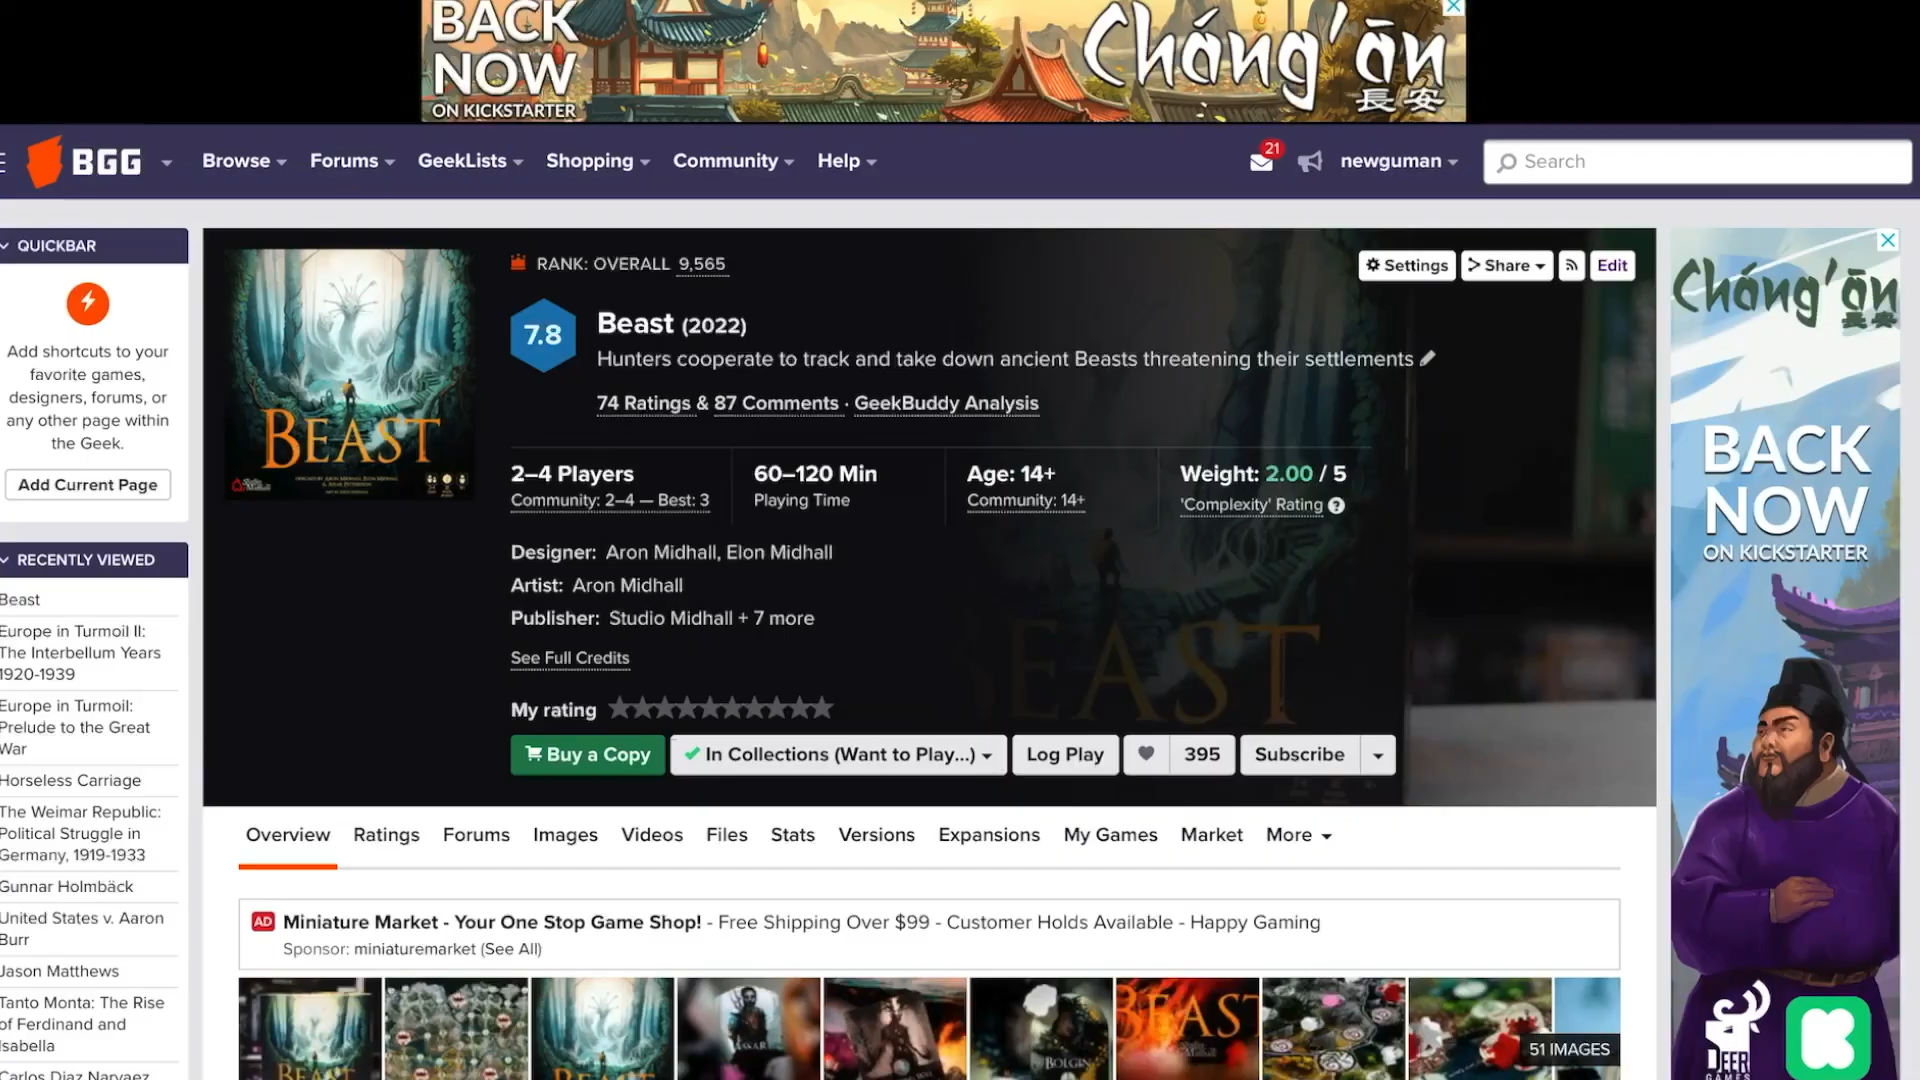 BACK
NOW
ON KICKSTARTER
Cháng'ān
長安
BGG
Browse
Forums
GeekLists
Shopping
Community
Help
21
newguman
Search
QUICKBAR
Add shortcuts to your
favorite games,
designers, forums, or
any other page within
the Geek.
Add Current Page
RECENTLY VIEWED
Beast
Europe in Turmoil II:
The Interbellum Years
1920-1939
Europe in Turmoil:
Prelude to the Great
War
Horseless Carriage
The Weimar Republic:
Political Struggle in
Germany, 1919-1933
Gunnar Holmbäck
United States v. Aaron
Burr
Jason Matthews
Tanto Monta: The Rise
of Ferdinand and
Isabella
Carlos Diaz Narvaez
BEAST
RANK: OVERALL 9,565
Settings
Share
Edit
7.8
Beast (2022)
Hunters cooperate to track and take down ancient Beasts threatening their settlements
74 Ratings & 87 Comments · GeekBuddy Analysis
2–4 Players
Community: 2–4 — Best: 3
60–120 Min
Playing Time
Age: 14+
Community: 14+
Weight: 2.00 / 5
'Complexity' Rating ?
Designer: Aron Midhall, Elon Midhall
Artist: Aron Midhall
Publisher: Studio Midhall + 7 more
See Full Credits
BEAST
My rating
Buy a Copy
In Collections (Want to Play...)
Log Play
395
Subscribe
Overview
Ratings
Forums
Images
Videos
Files
Stats
Versions
Expansions
My Games
Market
More
AD Miniature Market - Your One Stop Game Shop! - Free Shipping Over $99 - Customer Holds Available - Happy Gaming
Sponsor: miniaturemarket (See All)
BEAST
BEAST
BOLGIN
BEAST
51 IMAGES
Cháng'ān
長安
BACK
NOW
ON KICKSTARTER
DEER
GAMES
K